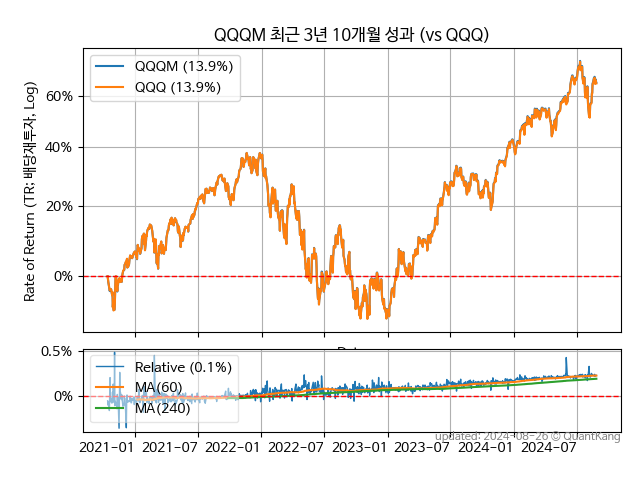 QQQM 최근 3년 10개월 성과 (vs QQQ)
QQQM (13.9%)
QQQ (13.9%)
60%
40%
20%
0%
Rate of Return (TR: 배당재투자, Log)
0.5%
0%
Relative (0.1%)
MA(60)
MA(240)
2021-01 2021-07 2022-01 2022-07 2023-01 2023-07 2024-01 2024-07
updated: 2024-08-26 © QuantKang